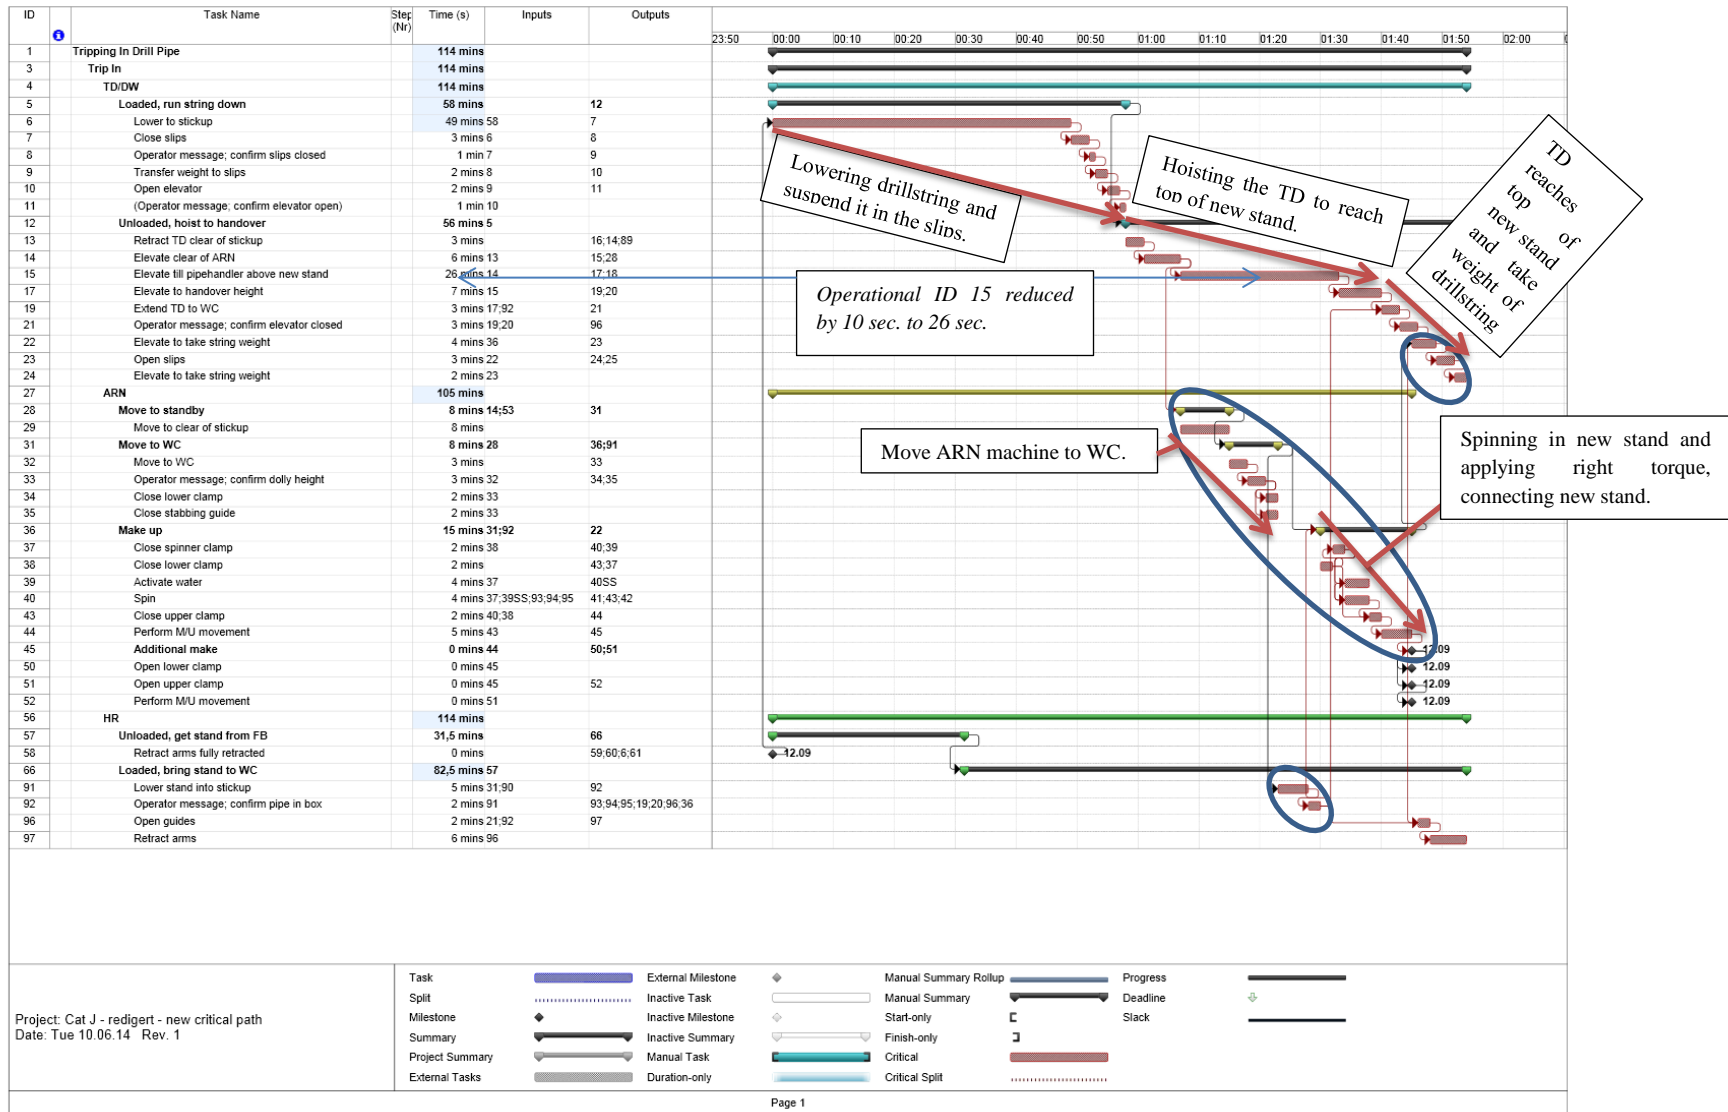 ID Task Name Step (Nr) Time (s) Inputs Outputs
23:50 00:00 00:10 00:20 00:30 00:40 00:50 01:00 01:10 01:20 01:30 01:40 01:50 02:00
1 Tripping In Drill Pipe 114 mins
3 Trip In 114 mins
4 TD/DW 114 mins
5 Loaded, run string down 58 mins 12
6 Lower to stickup 49 mins 58 7
7 Close slips 3 mins 6 8
8 Operator message; confirm slips closed 1 min 7 9
9 Transfer weight to slips 2 mins 8 10
10 Open elevator 2 mins 9 11
11 (Operator message; confirm elevator open) 1 min 10
12 Unloaded, hoist to handover 56 mins 5
13 Retract TD clear of stickup 3 mins 16;14;89
14 Elevate clear of ARN 6 mins 13 15;28
15 Elevate till pipehandler above new stand 26 mins 14 17;18
17 Elevate to handover height 7 mins 15 19;20
19 Extend TD to WC 3 mins 17;92 21
21 Operator message; confirm elevator closed 3 mins 19;20 96
22 Elevate to take string weight 4 mins 36 23
23 Open slips 3 mins 22 24;25
24 Elevate to take string weight 2 mins 23
27 ARN 105 mins
28 Move to standby 8 mins 14;53 31
29 Move to clear of stickup 8 mins
31 Move to WC 8 mins 28 36;91
32 Move to WC 3 mins 33
33 Operator message; confirm dolly height 3 mins 32 34;35
34 Close lower clamp 2 mins 33
35 Close stabbing guide 2 mins 33
36 Make up 15 mins 31;92 22
37 Close spinner clamp 2 mins 38 40;39
38 Close lower clamp 2 mins 43;37
39 Activate water 4 mins 37 40SS
40 Spin 4 mins 37;39SS;93;94;95 41;43;42
43 Close upper clamp 2 mins 40;38 44
44 Perform M/U movement 5 mins 43 45
45 Additional make 0 mins 44 50;51 12.09
50 Open lower clamp 0 mins 45 12.09
51 Open upper clamp 0 mins 45 52 12.09
52 Perform M/U movement 0 mins 51 12.09
56 HR 114 mins
57 Unloaded, get stand from FB 31,5 mins 66
58 Retract arms fully retracted 0 mins 59;60;6;61 12.09
66 Loaded, bring stand to WC 82,5 mins 57
91 Lower stand into stickup 5 mins 31;90 92
92 Operator message; confirm pipe in box 2 mins 91 93;94;95;19;20;96;36
96 Open guides 2 mins 21;92 97
97 Retract arms 6 mins 96
Lowering drillstring and
suspend it in the slips.
Hoisting the TD to reach
top of new stand.
TD
reaches
top of
new stand
and take
weight of
drillstring
Operational ID 15 reduced
by 10 sec. to 26 sec.
Move ARN machine to WC.
Spinning in new stand and
applying right torque,
connecting new stand.
Project: Cat J - redigert - new critical path
Date: Tue 10.06.14 Rev. 1
Task External Milestone Manual Summary Rollup Progress
Split Inactive Task Manual Summary Deadline
Milestone Inactive Milestone Start-only Slack
Summary Inactive Summary Finish-only
Project Summary Manual Task Critical
External Tasks Duration-only Critical Split
Page 1